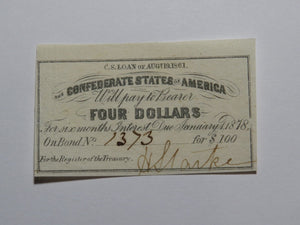 C.S. LOAN OF AUG 19, 1861.
THE CONFEDERATE STATES OF AMERICA
Will pay to Bearer
FOUR DOLLARS
For six months Interest Due January 1, 1878,
On Bond No. 1373 for $100
For the Register of the Treasury.